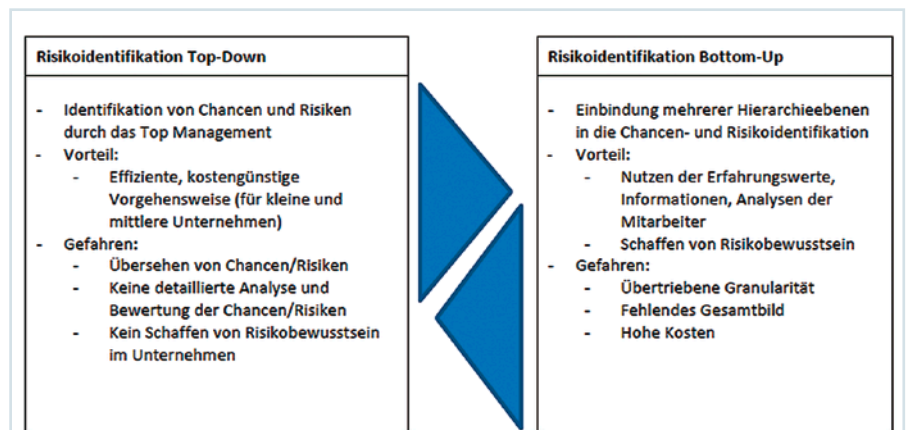 Risikoidentifikation Top-Down
- Identifikation von Chancen und Risiken
durch das Top Management
- Vorteil:
- Effiziente, kostengünstige
Vorgehensweise (für kleine und
mittlere Unternehmen)
- Gefahren:
- Übersehen von Chancen/Risiken
- Keine detaillierte Analyse und
Bewertung der Chancen/Risiken
- Kein Schaffen von Risikobewusstsein
im Unternehmen
Risikoidentifikation Bottom-Up
- Einbindung mehrerer Hierarchieebenen
in die Chancen- und Risikoidentifikation
- Vorteil:
- Nutzen der Erfahrungswerte,
Informationen, Analysen der
Mitarbeiter
- Schaffen von Risikobewusstsein
- Gefahren:
- Übertriebene Granularität
- Fehlendes Gesamtbild
- Hohe Kosten